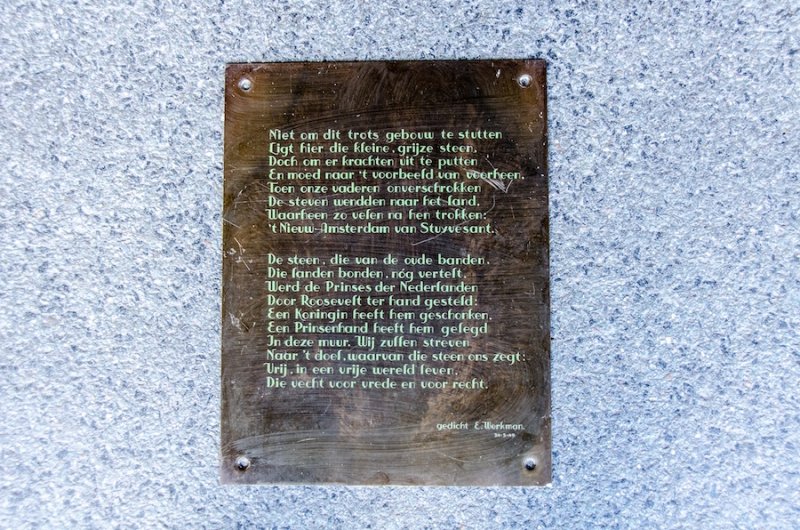 Niet om dit trots gebouw te stutten
Ligt hier die kleine, grijze steen.
Doch om er krachten uit te putten
En moed naar 't voorbeeld van voorheen.
Toen onze vaderen onverschrokken
De steven wendden naar het land.
Waarheen zo velen na hen trokken:
't Nieuw-Amsterdam van Stuyvesant.
De steen, die van de oude banden,
Die landen bonden, nóg vertelt,
Werd de Prinses der Nederlanden
Door Roosevelt ter hand gesteld:
Een Koningin heeft hem geschonken,
Een Prinsenhand heeft hem gelegd
In deze muur. Wij zullen streven
Naar 't doel, waarvan die steen ons zegt:
Vrij, in een vrije wereld leven,
Die vecht voor vrede en voor recht.
gedicht E. Werkman.